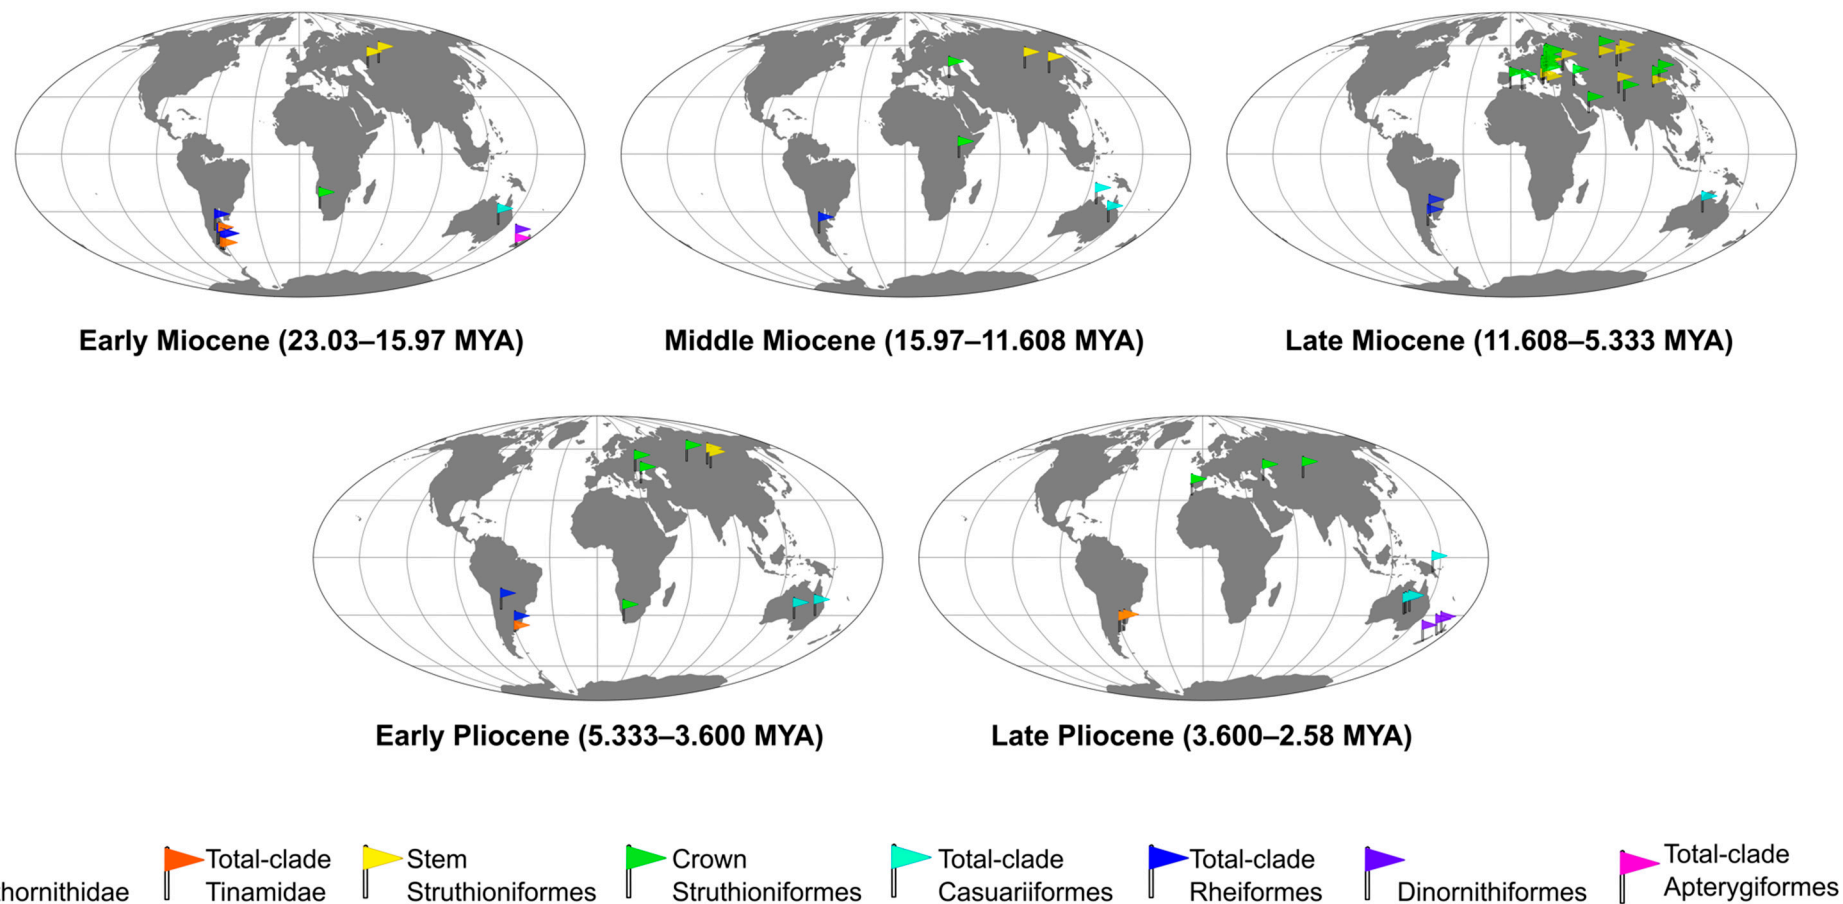 Early Miocene (23.03–15.97 MYA)
Middle Miocene (15.97–11.608 MYA)
Late Miocene (11.608–5.333 MYA)
Early Pliocene (5.333–3.600 MYA)
Late Pliocene (3.600–2.58 MYA)
hornithidae
Total-clade
Tinamidae
Stem
Struthioniformes
Crown
Struthioniformes
Total-clade
Casuariiformes
Total-clade
Rheiformes
Dinornithiformes
Total-clade
Apterygiformes